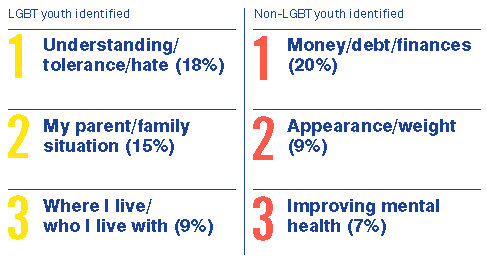 LGBT youth identified
1
Understanding/
tolerance/hate (18%)
2
My parent/family
situation (15%)
3
Where I live/
who I live with (9%)
Non-LGBT youth identified
1
Money/debt/finances
(20%)
2
Appearance/weight
(9%)
3
Improving mental
health (7%)